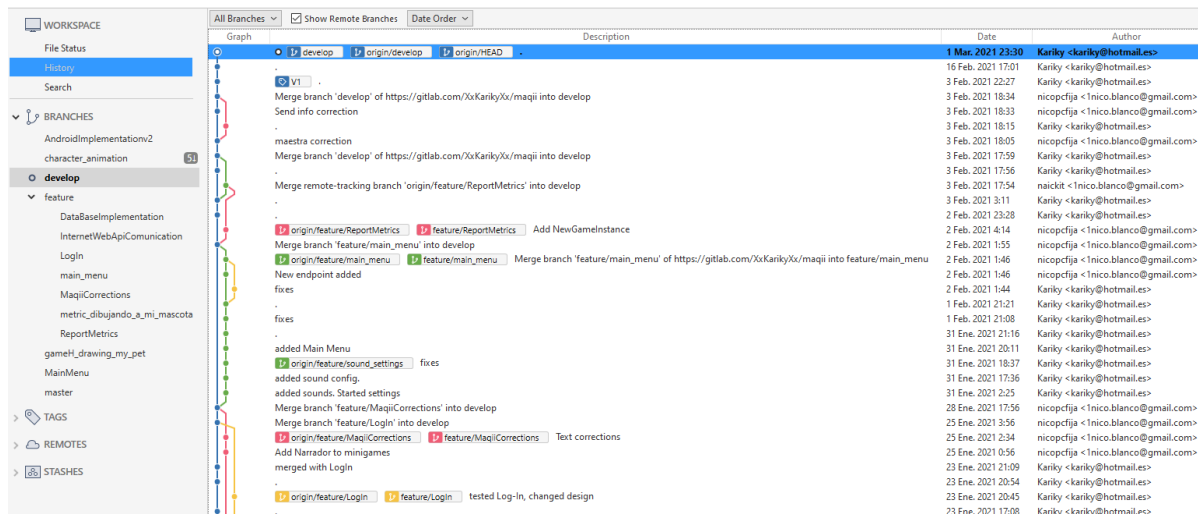 All Branches Show Remote Branches Date Order
WORKSPACE
File Status
History
Search
BRANCHES
AndroidImplementationv2
character_animation 5↓
develop
feature
DataBaseImplementation
InternetWebApiComunication
LogIn
main_menu
MaqiiCorrections
metric_dibujando_a_mi_mascota
ReportMetrics
gameH_drawing_my_pet
MainMenu
master
TAGS
REMOTES
STASHES
Graph Description Date Author
develop origin/develop origin/HEAD . 1 Mar. 2021 23:30 Kariky <kariky@hotmail.es>
. 16 Feb. 2021 17:01 Kariky <kariky@hotmail.es>
V1 . 3 Feb. 2021 22:27 Kariky <kariky@hotmail.es>
Merge branch 'develop' of https://gitlab.com/XxKarikyXx/maqii into develop 3 Feb. 2021 18:34 nicopcfija <1nico.blanco@gmail.com>
Send info correction 3 Feb. 2021 18:33 nicopcfija <1nico.blanco@gmail.com>
. 3 Feb. 2021 18:15 Kariky <kariky@hotmail.es>
maestra correction 3 Feb. 2021 18:05 nicopcfija <1nico.blanco@gmail.com>
Merge branch 'develop' of https://gitlab.com/XxKarikyXx/maqii into develop 3 Feb. 2021 17:59 Kariky <kariky@hotmail.es>
. 3 Feb. 2021 17:56 Kariky <kariky@hotmail.es>
Merge remote-tracking branch 'origin/feature/ReportMetrics' into develop 3 Feb. 2021 17:54 naickit <1nico.blanco@gmail.com>
. 3 Feb. 2021 3:11 Kariky <kariky@hotmail.es>
. 2 Feb. 2021 23:28 Kariky <kariky@hotmail.es>
origin/feature/ReportMetrics feature/ReportMetrics Add NewGameInstance 2 Feb. 2021 4:14 nicopcfija <1nico.blanco@gmail.com>
Merge branch 'feature/main_menu' into develop 2 Feb. 2021 1:55 nicopcfija <1nico.blanco@gmail.com>
origin/feature/main_menu feature/main_menu Merge branch 'feature/main_menu' of https://gitlab.com/XxKarikyXx/maqii into feature/main_menu 2 Feb. 2021 1:46 nicopcfija <1nico.blanco@gmail.com>
New endpoint added 2 Feb. 2021 1:46 nicopcfija <1nico.blanco@gmail.com>
fixes 2 Feb. 2021 1:44 Kariky <kariky@hotmail.es>
. 1 Feb. 2021 21:21 Kariky <kariky@hotmail.es>
fixes 1 Feb. 2021 21:08 Kariky <kariky@hotmail.es>
. 31 Ene. 2021 21:16 Kariky <kariky@hotmail.es>
added Main Menu 31 Ene. 2021 20:11 Kariky <kariky@hotmail.es>
origin/feature/sound_settings fixes 31 Ene. 2021 18:37 Kariky <kariky@hotmail.es>
added sound config. 31 Ene. 2021 17:36 Kariky <kariky@hotmail.es>
added sounds. Started settings 31 Ene. 2021 2:25 Kariky <kariky@hotmail.es>
Merge branch 'feature/MaqiiCorrections' into develop 28 Ene. 2021 17:56 nicopcfija <1nico.blanco@gmail.com>
Merge branch 'feature/LogIn' into develop 25 Ene. 2021 3:56 nicopcfija <1nico.blanco@gmail.com>
origin/feature/MaqiiCorrections feature/MaqiiCorrections Text corrections 25 Ene. 2021 2:34 nicopcfija <1nico.blanco@gmail.com>
Add Narrador to minigames 25 Ene. 2021 0:56 nicopcfija <1nico.blanco@gmail.com>
merged with LogIn 23 Ene. 2021 21:09 Kariky <kariky@hotmail.es>
. 23 Ene. 2021 20:54 Kariky <kariky@hotmail.es>
origin/feature/LogIn feature/LogIn tested Log-In, changed design 23 Ene. 2021 20:45 Kariky <kariky@hotmail.es>
. 23 Ene. 2021 17:08 Kariky <kariky@hotmail.es>